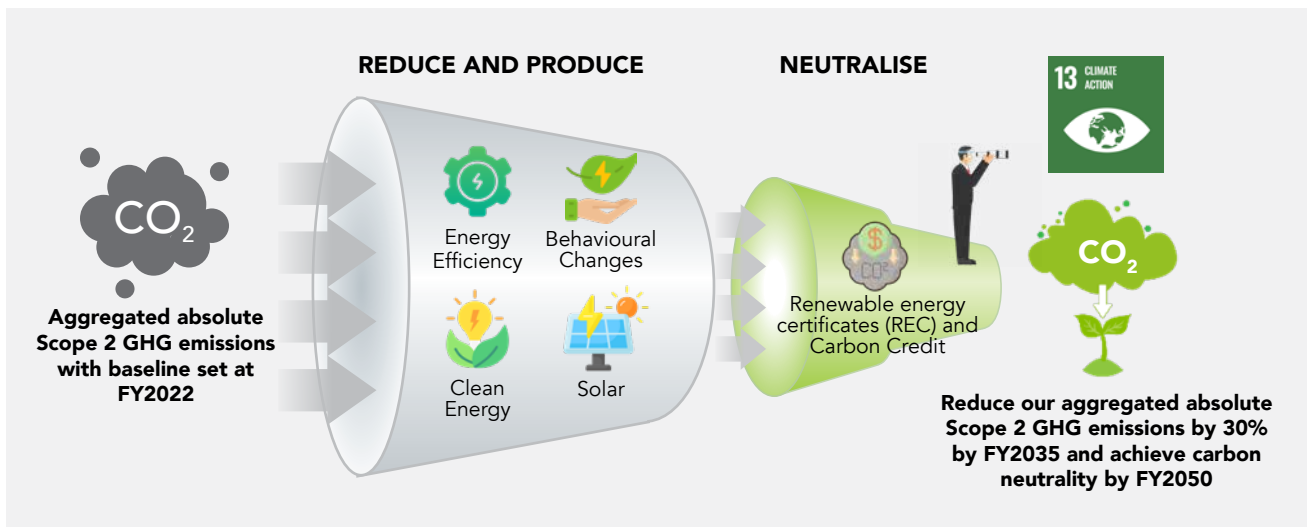 REDUCE AND PRODUCE
NEUTRALISE
13 CLIMATE
ACTION
CO2
Aggregated absolute
Scope 2 GHG emissions
with baseline set at
FY2022
Energy
Efficiency
Behavioural
Changes
Clean
Energy
Solar
$
CO2
Renewable energy
certificates (REC) and
Carbon Credit
CO2
Reduce our aggregated absolute
Scope 2 GHG emissions by 30%
by FY2035 and achieve carbon
neutrality by FY2050